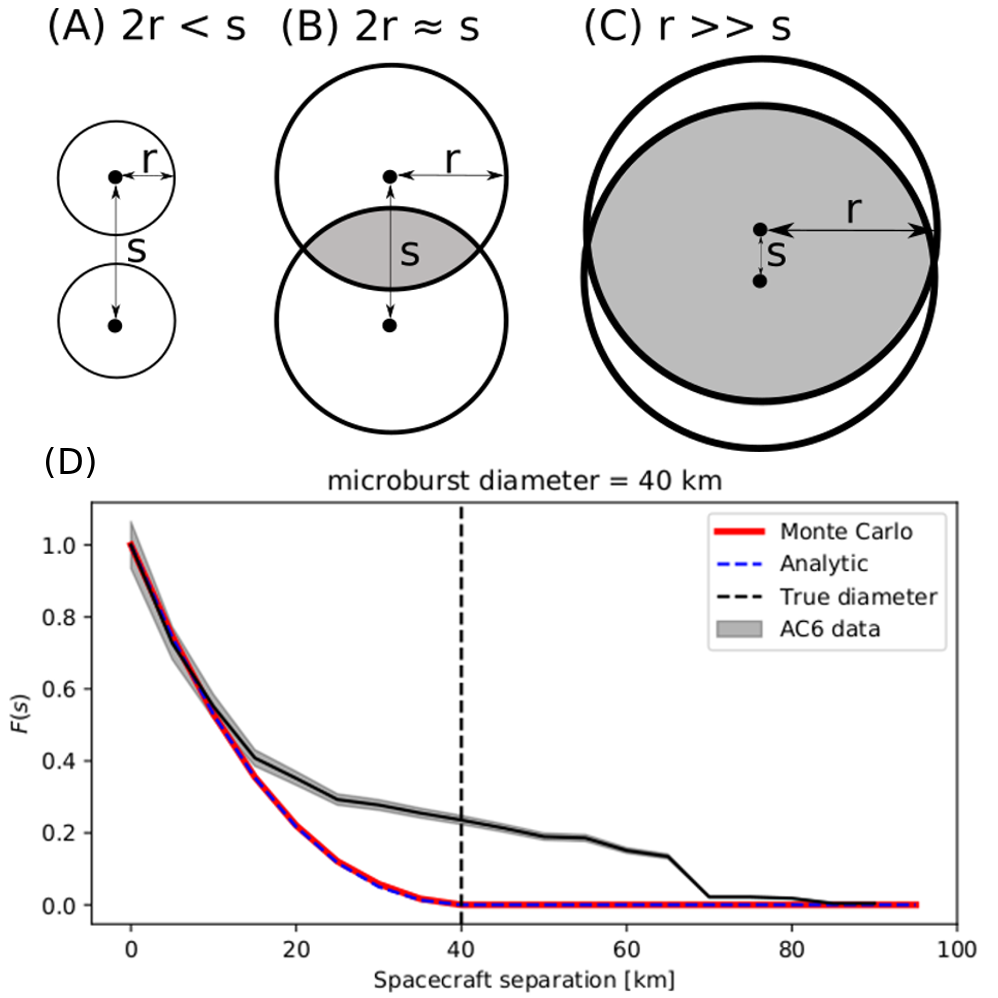 (A) 2r < s (B) 2r ≈ s (C) r >> s
r
s
r
s
r
s
(D)
microburst diameter = 40 km
1.0
0.8
0.6
0.4
0.2
0.0
F(s)
Monte Carlo
Analytic
True diameter
AC6 data
0 20 40 60 80 100
Spacecraft separation [km]